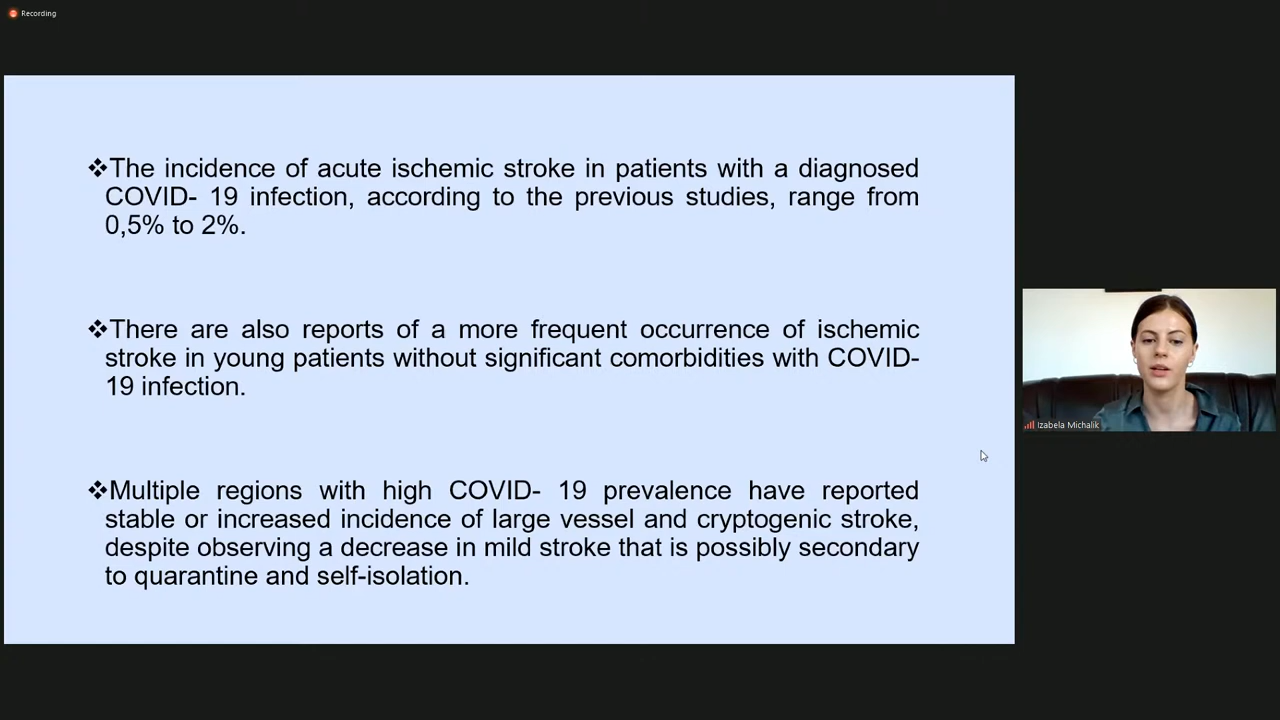 Recording
❖The incidence of acute ischemic stroke in patients with a diagnosed
COVID- 19 infection, according to the previous studies, range from
0,5% to 2%.
❖There are also reports of a more frequent occurrence of ischemic
stroke in young patients without significant comorbidities with COVID-
19 infection.
❖Multiple regions with high COVID- 19 prevalence have reported
stable or increased incidence of large vessel and cryptogenic stroke,
despite observing a decrease in mild stroke that is possibly secondary
to quarantine and self-isolation.
Izabela Michalik